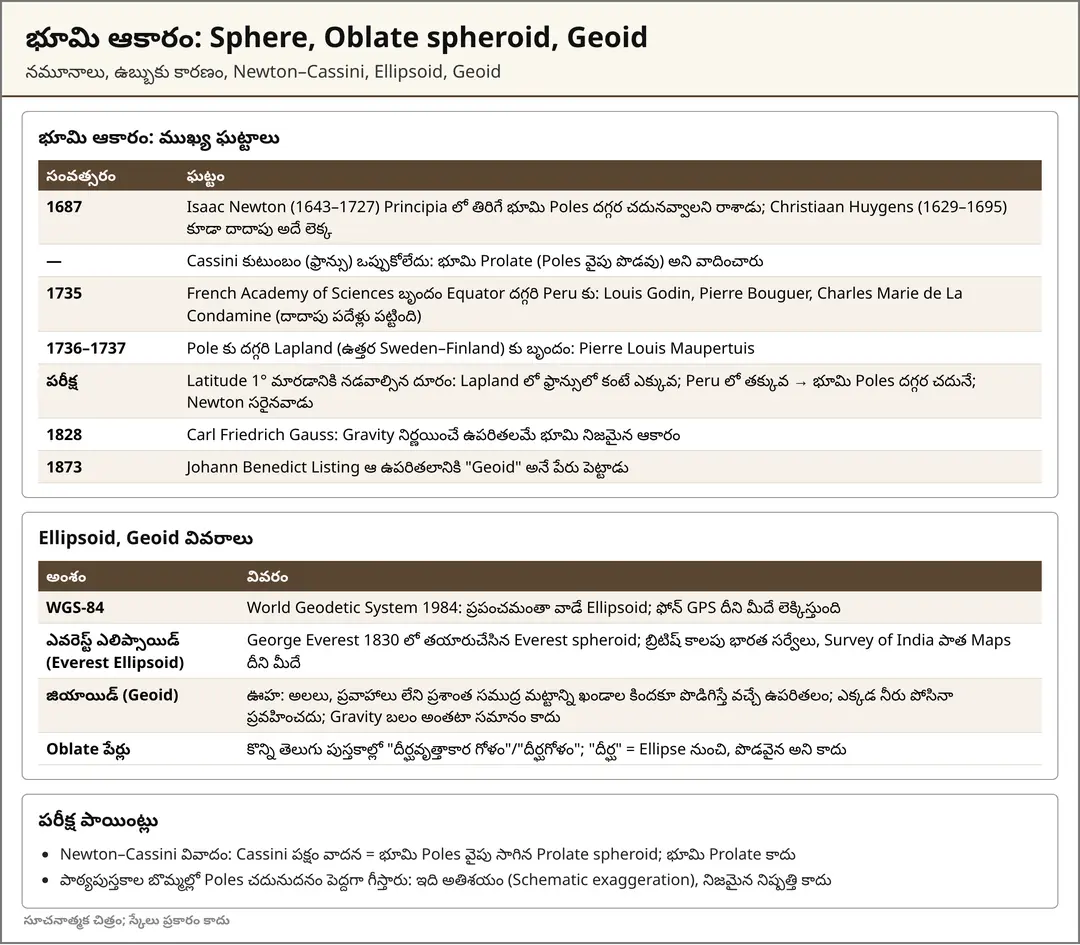 భూమి ఆకారం: Sphere, Oblate spheroid, Geoid
నమూనాలు, ఉబ్బుకు కారణం, Newton–Cassini, Ellipsoid, Geoid
భూమి ఆకారం: ముఖ్య ఘట్టాలు
సంవత్సరం ఘట్టం
1687 Isaac Newton (1643–1727) Principia లో తిరిగే భూమి Poles దగ్గర చదునవ్వాలని రాశాడు; Christiaan Huygens (1629–1695)
కూడా దాదాపు అదే లెక్క
— Cassini కుటుంబం (ఫ్రాన్సు) ఒప్పుకోలేదు: భూమి Prolate (Poles వైపు పొడవు) అని వాదించారు
1735 French Academy of Sciences బృందం Equator దగ్గరి Peru కు: Louis Godin, Pierre Bouguer, Charles Marie de La
Condamine (దాదాపు పదేళ్లు పట్టింది)
1736–1737 Pole కు దగ్గరి Lapland (ఉత్తర Sweden–Finland) కు బృందం: Pierre Louis Maupertuis
పరీక్ష Latitude 1° మారడానికి నడవాల్సిన దూరం: Lapland లో ఫ్రాన్సులో కంటే ఎక్కువ; Peru లో తక్కువ → భూమి Poles దగ్గర చదునే;
Newton సరైనవాడు
1828 Carl Friedrich Gauss: Gravity నిర్ణయించే ఉపరితలమే భూమి నిజమైన ఆకారం
1873 Johann Benedict Listing ఆ ఉపరితలానికి "Geoid" అనే పేరు పెట్టాడు
Ellipsoid, Geoid వివరాలు
అంశం వివరం
WGS-84 World Geodetic System 1984: ప్రపంచమంతా వాడే Ellipsoid; ఫోన్ GPS దీని మీదే లెక్కిస్తుంది
ఎవరెస్ట్ ఎలిప్సాయిడ్ George Everest 1830 లో తయారుచేసిన Everest spheroid; బ్రిటిష్ కాలపు భారత సర్వేలు, Survey of India పాత Maps
(Everest Ellipsoid) దీని మీదే
జియాయిడ్ (Geoid) ఊహ: అలలు, ప్రవాహాలు లేని ప్రశాంత సముద్ర మట్టాన్ని ఖండాల కిందకూ పొడిగిస్తే వచ్చే ఉపరితలం; ఎక్కడ నీరు పోసినా
ప్రవహించదు; Gravity బలం అంతటా సమానం కాదు
Oblate పేర్లు కొన్ని తెలుగు పుస్తకాల్లో "దీర్ఘవృత్తాకార గోళం"/"దీర్ఘగోళం"; "దీర్ఘ" = Ellipse నుంచి, పొడవైన అని కాదు
పరీక్ష పాయింట్లు
• Newton–Cassini వివాదం: Cassini పక్షం వాదన = భూమి Poles వైపు సాగిన Prolate spheroid; భూమి Prolate కాదు
• పాఠ్యపుస్తకాల బొమ్మల్లో Poles చదునుదనం పెద్దగా గీస్తారు: ఇది అతిశయం (Schematic exaggeration), నిజమైన నిష్పత్తి కాదు
సూచనాత్మక చిత్రం; స్కేలు ప్రకారం కాదు